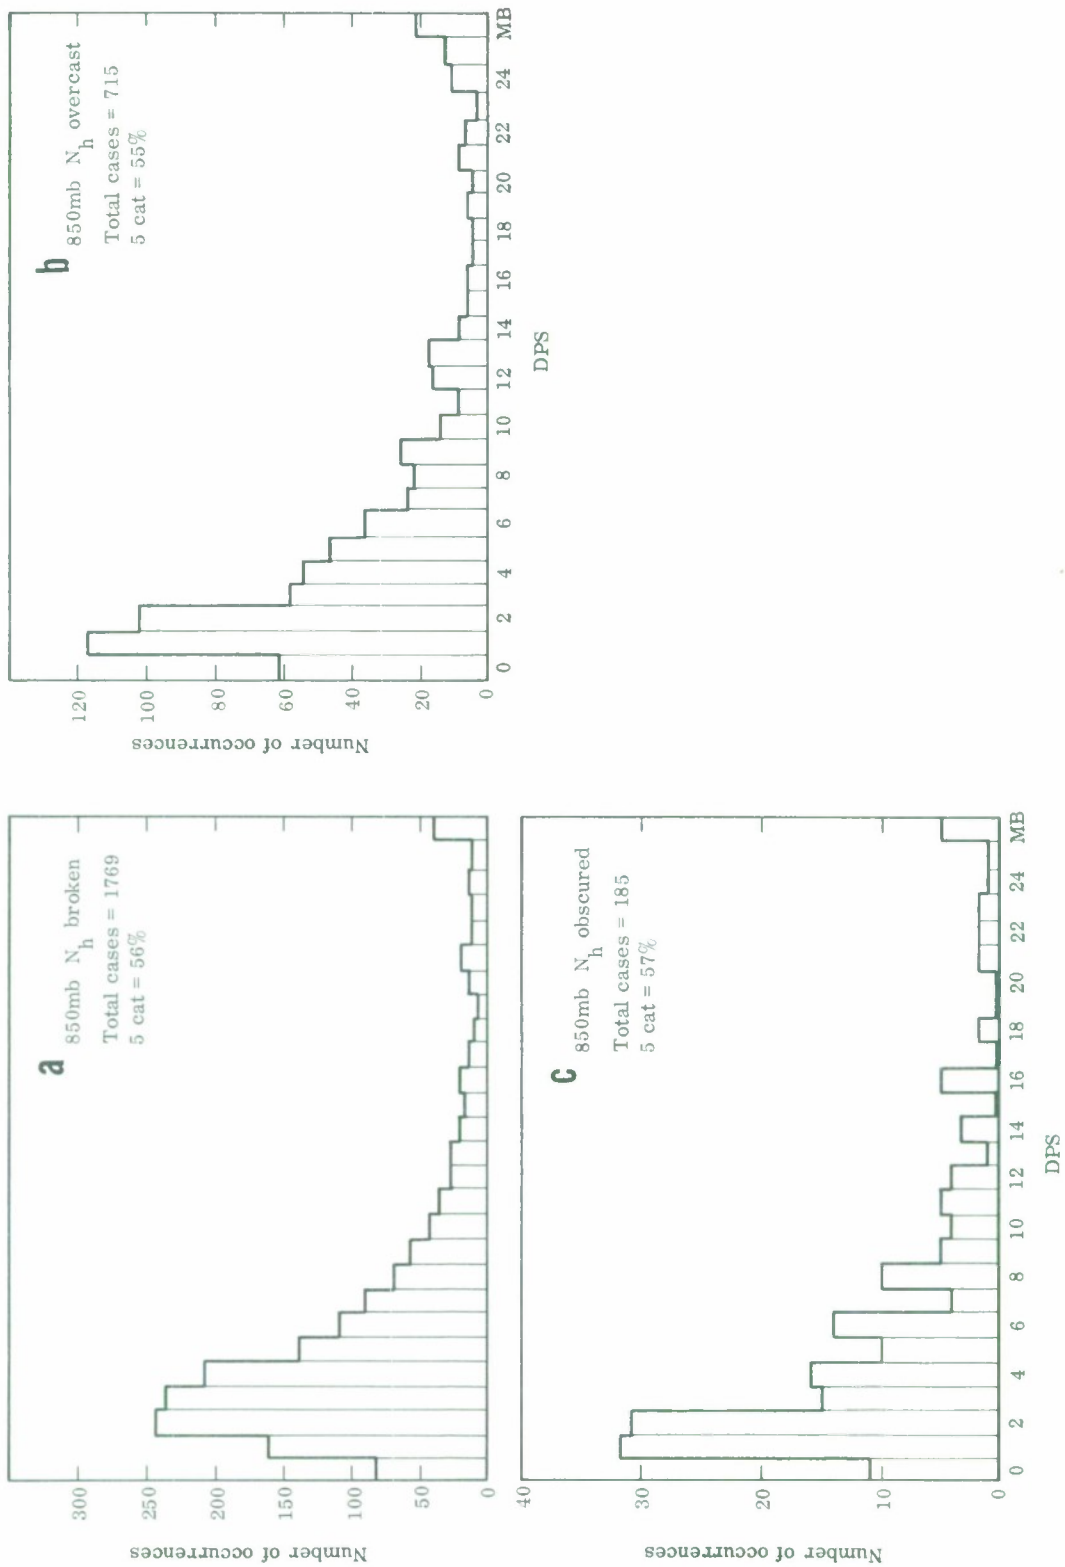 a
850mb N_h broken
Total cases = 1769
5 cat = 56%
Number of occurrences
300
250
200
150
100
50
0
b
850mb N_h overcast
Total cases = 715
5 cat = 55%
Number of occurrences
120
100
80
60
40
20
0
0 2 4 6 8 10 12 14 16 18 20 22 24 MB
DPS
c
850mb N_h obscured
Total cases = 185
5 cat = 57%
Number of occurrences
40
30
20
10
0
0 2 4 6 8 10 12 14 16 18 20 22 24 MB
DPS